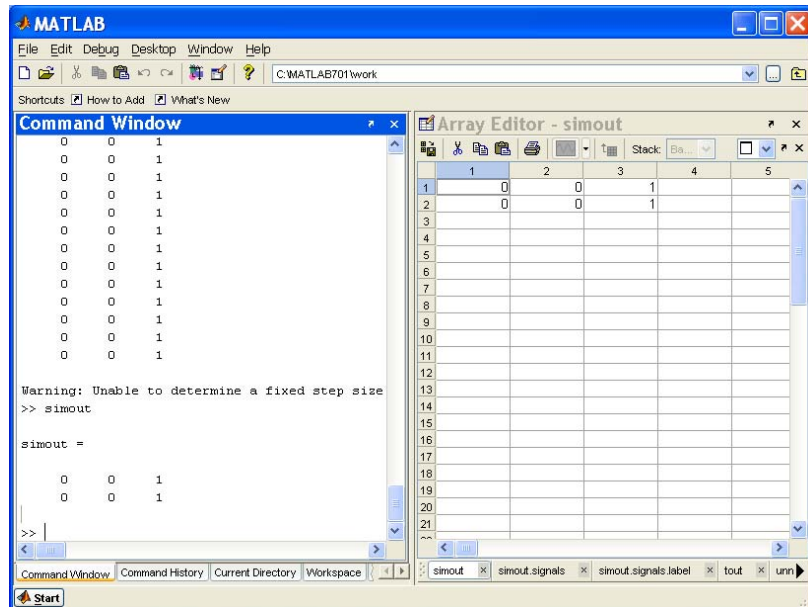 MATLAB
File Edit Debug Desktop Window Help
C:\MATLAB701\work
Shortcuts How to Add What's New
Command Window
0 0 1
0 0 1
0 0 1
0 0 1
0 0 1
0 0 1
0 0 1
0 0 1
0 0 1
0 0 1
0 0 1
0 0 1
0 0 1
Warning: Unable to determine a fixed step size
>> simout
simout =
0 0 1
0 0 1
>>
Command Window Command History Current Directory Workspace
Array Editor - simout
Stack: Ba...
1 2 3 4 5
1 0 0 1
2 0 0 1
3
4
5
6
7
8
9
10
11
12
13
14
15
16
17
18
19
20
21
simout simout.signals simout.signals.label tout unn
Start